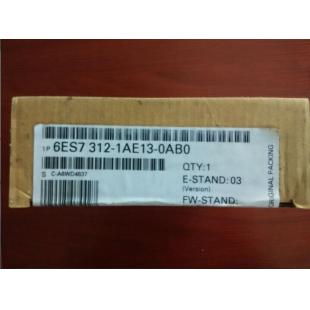 1P 6ES7 312-1AE13-0AB0
S C-A8WD4837
QTY:1
E-STAND:03
(Version)
FW-STAND:
ORIGINAL PACKING